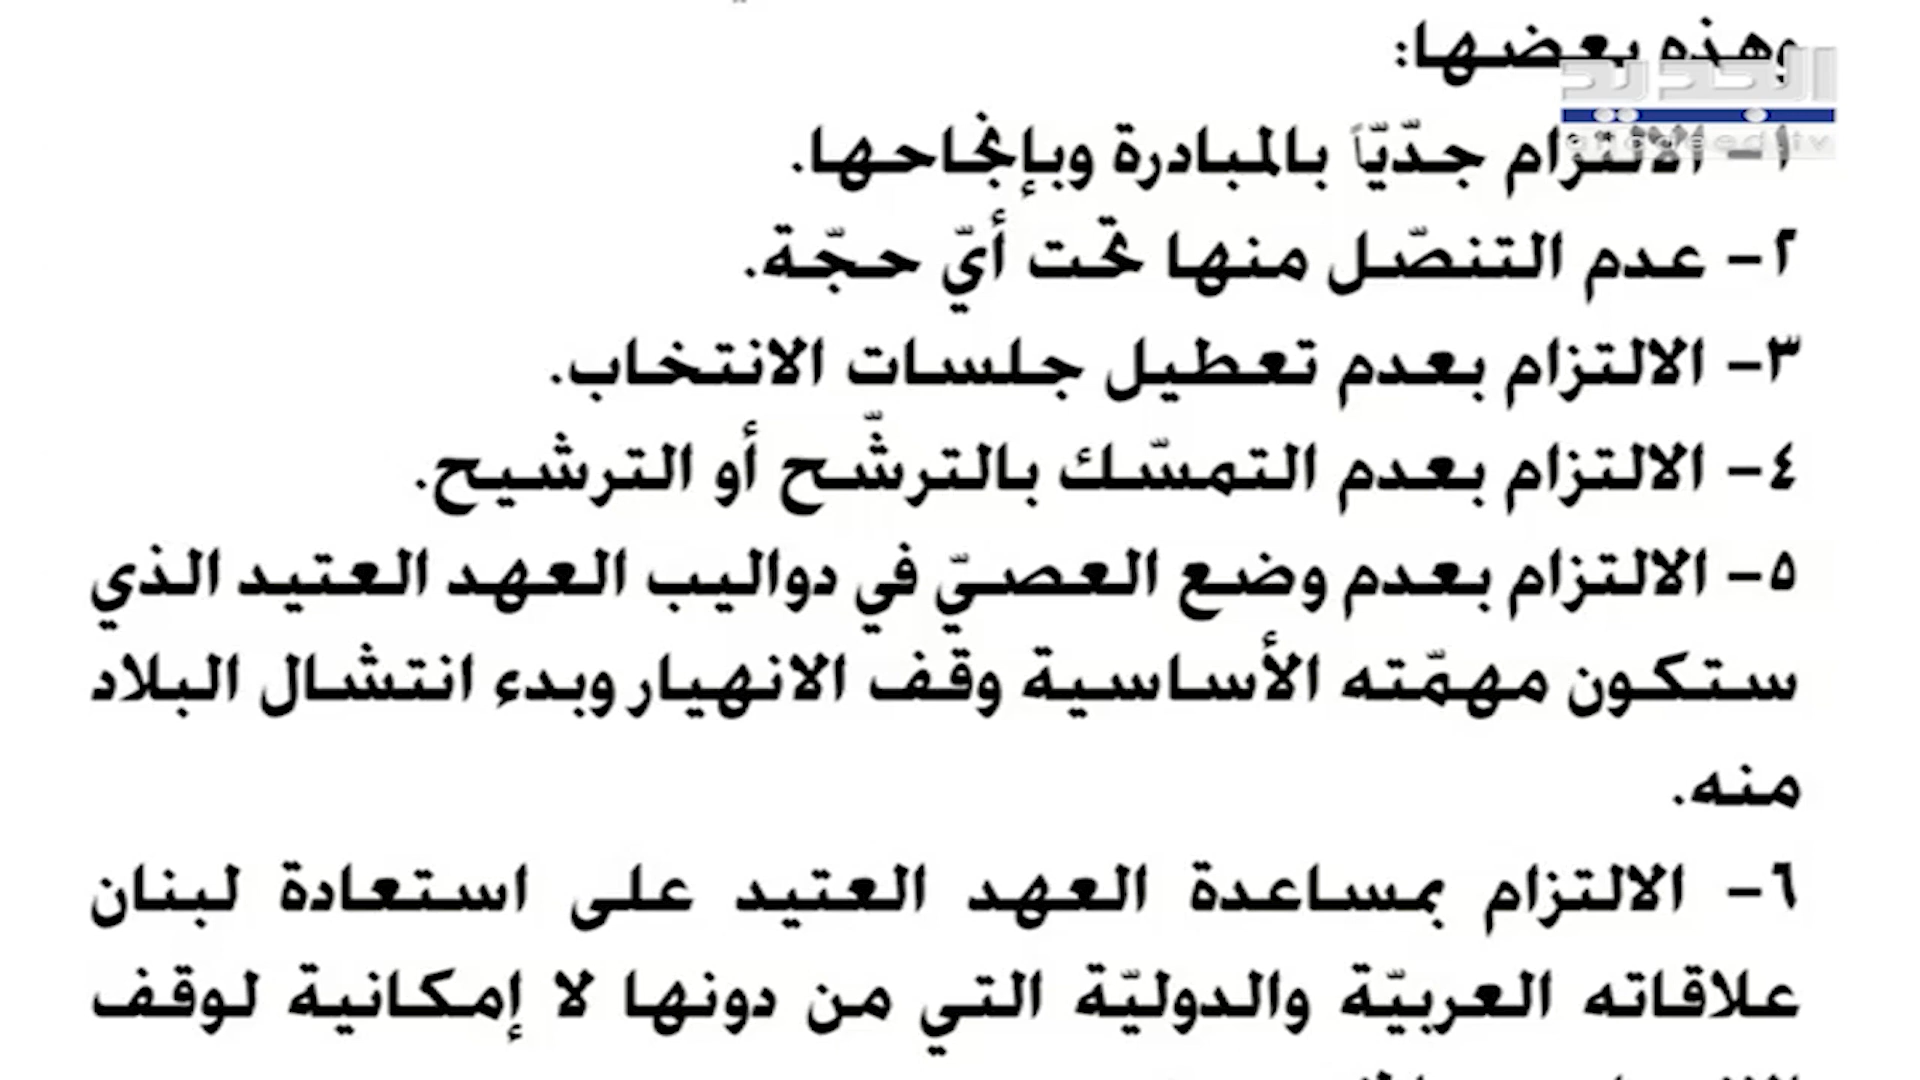 وهذه بعضها:
الجديد
aljadeed.tv
١- الالتزام جدّيّاً بالمبادرة وبإنجاحها.
٢- عدم التنصّل منها تحت أيّ حجّة.
٣- الالتزام بعدم تعطيل جلسات الانتخاب.
٤- الالتزام بعدم التمسّك بالترشّح أو الترشيح.
٥- الالتزام بعدم وضع العصيّ في دواليب العهد العتيد الذي
ستكون مهمّته الأساسية وقف الانهيار وبدء انتشال البلاد
منه.
٦- الالتزام بمساعدة العهد العتيد على استعادة لبنان
علاقاته العربيّة والدوليّة التي من دونها لا إمكانية لوقف